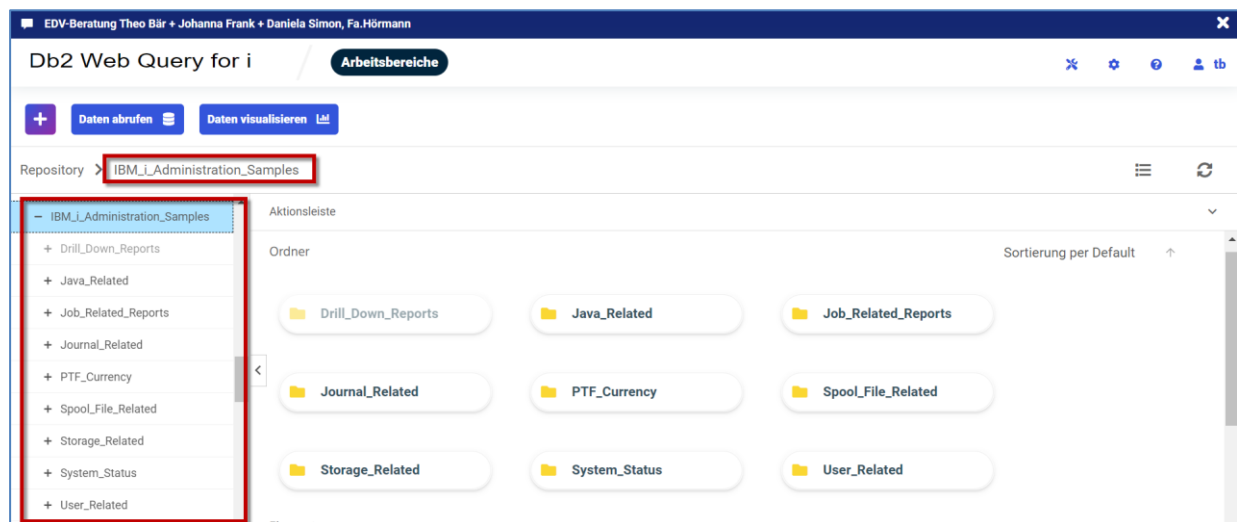 EDV-Beratung Theo Bär + Johanna Frank + Daniela Simon, Fa.Hörmann
Db2 Web Query for i
Arbeitsbereiche
tb
Daten abrufen
Daten visualisieren
Repository > IBM_i_Administration_Samples
IBM_i_Administration_Samples
Drill_Down_Reports
Java_Related
Job_Related_Reports
Journal_Related
PTF_Currency
Spool_File_Related
Storage_Related
System_Status
User_Related
Aktionsleiste
Ordner
Sortierung per Default
Drill_Down_Reports
Java_Related
Job_Related_Reports
Journal_Related
PTF_Currency
Spool_File_Related
Storage_Related
System_Status
User_Related